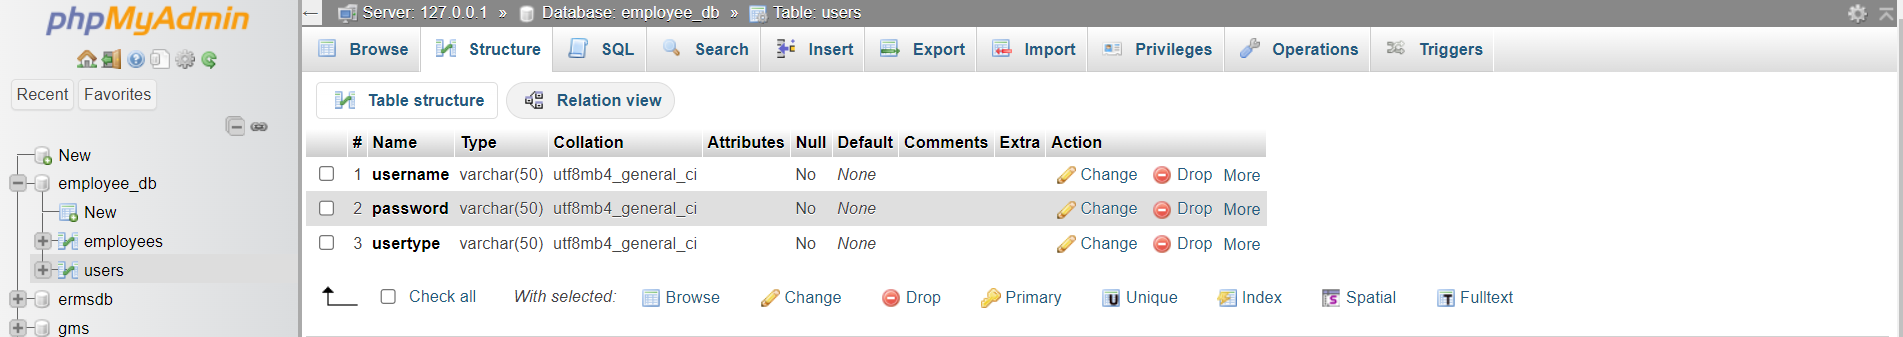 phpMyAdmin
Recent Favorites
New
employee_db
New
employees
users
ermsdb
gms
Server: 127.0.0.1 » Database: employee_db » Table: users
Browse Structure SQL Search Insert Export Import Privileges Operations Triggers
Table structure Relation view
# Name Type Collation Attributes Null Default Comments Extra Action
1 username varchar(50) utf8mb4_general_ci No None Change Drop More
2 password varchar(50) utf8mb4_general_ci No None Change Drop More
3 usertype varchar(50) utf8mb4_general_ci No None Change Drop More
Check all With selected: Browse Change Drop Primary Unique Index Spatial Fulltext